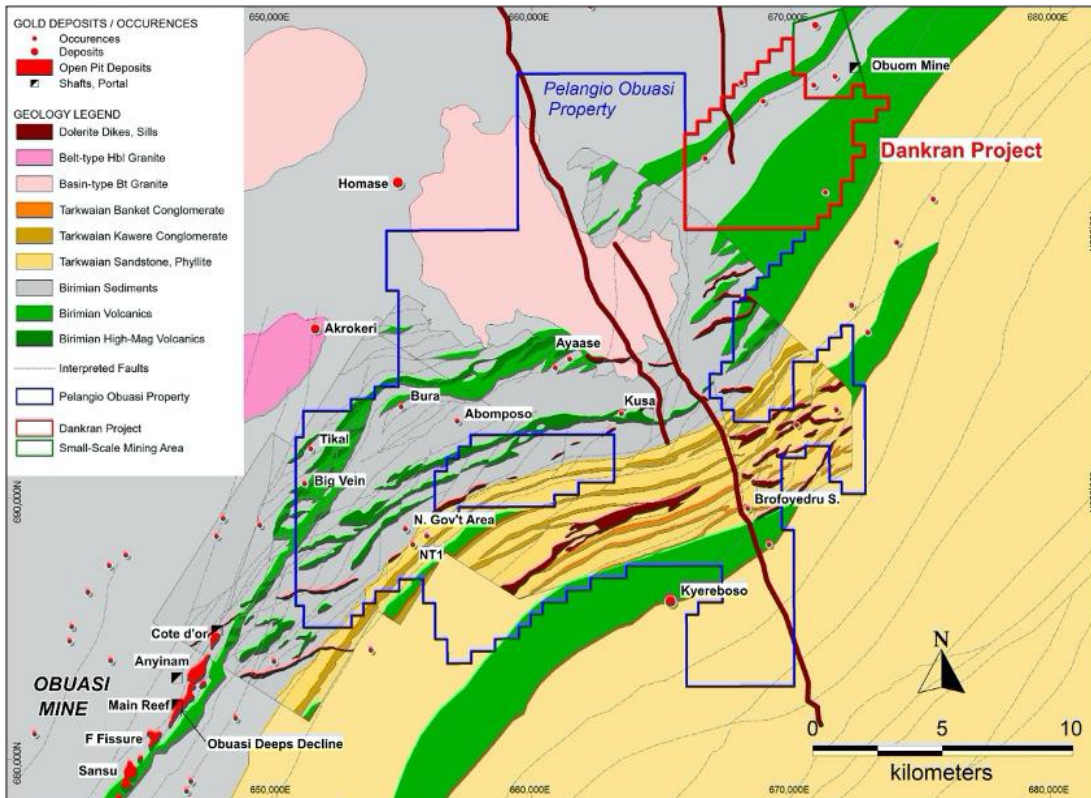 650,000E
660,000E
670,000E
680,000E
GOLD DEPOSITS / OCCURENCES
Occurences
Deposits
Open Pit Deposits
Shafts, Portal
GEOLOGY LEGEND
Dolerite Dikes, Sills
Belt-type Hbl Granite
Basin-type Bt Granite
Tarkwaian Banket Conglomerate
Tarkwaian Kawere Conglomerate
Tarkwaian Sandstone, Phyllite
Birimian Sediments
Birimian Volcanics
Birimian High-Mag Volcanics
Interpreted Faults
Pelangio Obuasi Property
Dankran Project
Small-Scale Mining Area
Pelangio Obuasi
Property
Obuom Mine
Dankran Project
Homase
Akrokeri
Ayaase
Bura
Abomposo
Kusa
Tikal
Big Vein
N. Gov't Area
NT1
Brofoyedru S.
Kyereboso
Cote d'or
Anyinam
OBUASI
MINE
Main Reef
Obuasi Deeps Decline
F Fissure
Sansu
690,000N
680,000N
N
0 5 10
kilometers
650,000E
660,000E
670,000E
680,000E